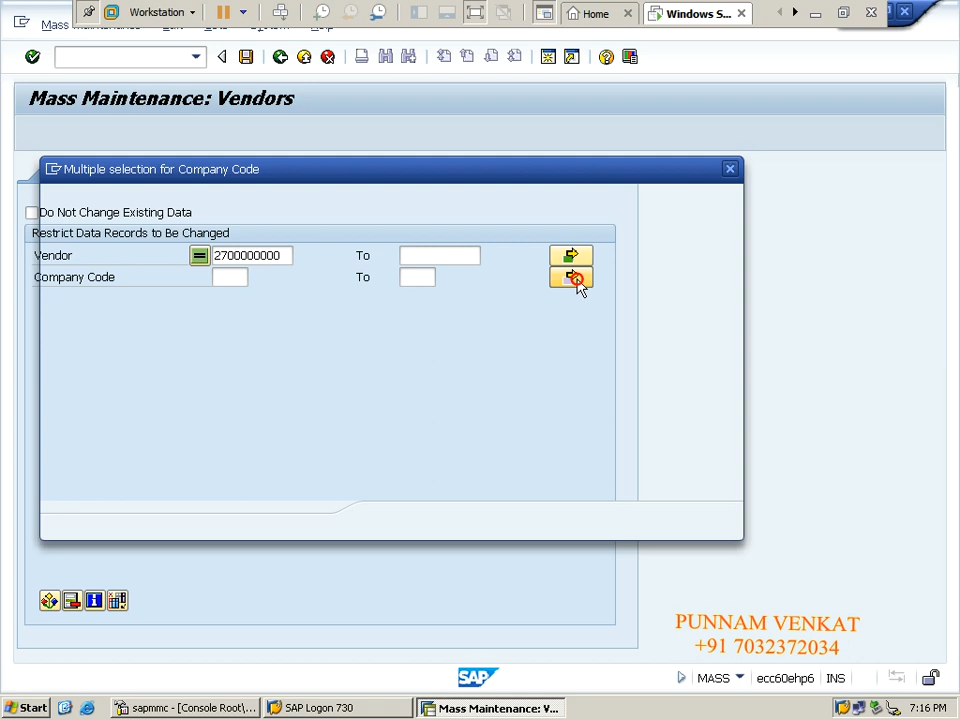 Workstation
Home
Windows S...
Mass Maintenance: Vendors
Multiple selection for Company Code
Do Not Change Existing Data
Restrict Data Records to Be Changed
Vendor 2700000000 To
Company Code To
PUNNAM VENKAT
+91 7032372034
SAP MASS ecc60ehp6 INS
Start sapmmc - [Console Root\... SAP Logon 730 Mass Maintenance: V... 7:16 PM